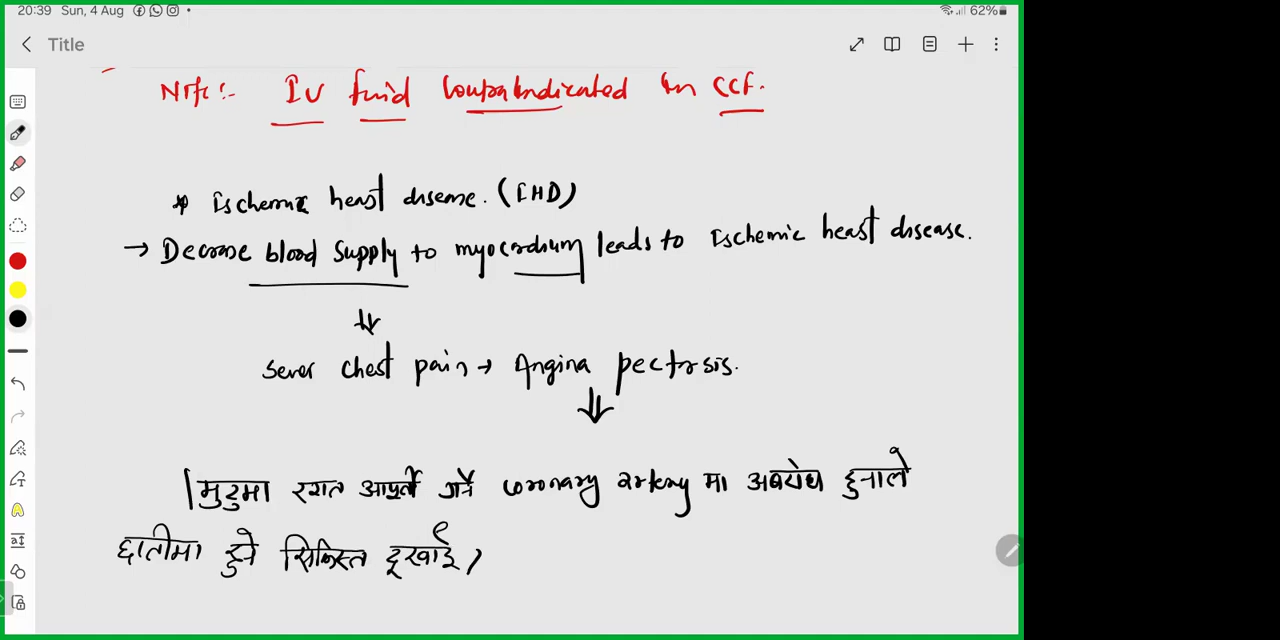 20:39 Sun, 4 Aug
62%
Title
Note:- IV fluid contraindicated in CCF.
* Ischemic heart disease. (IHD)
→ Decrease blood supply to myocardium leads to Ischemic heart disease.
⇓
Sever chest pain → Angina pectrsis.
⇓
मुटुमा रगत आपूर्ती गर्ने coronary artery मा अवरोध हुनाले
छातीमा हुने सिकिस्त दूखाई /